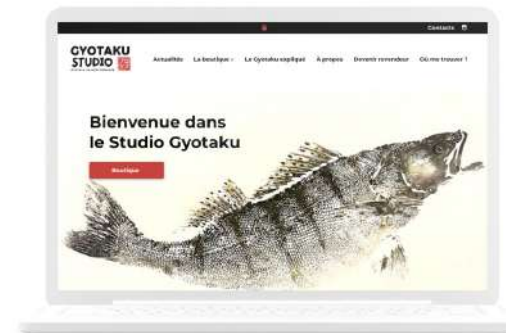 Contacts
GYOTAKU
STUDIO
Actualités La boutique Le Gyotaku expliqué À propos Devenir revendeur Où me trouver ?
Bienvenue dans
le Studio Gyotaku
Boutique